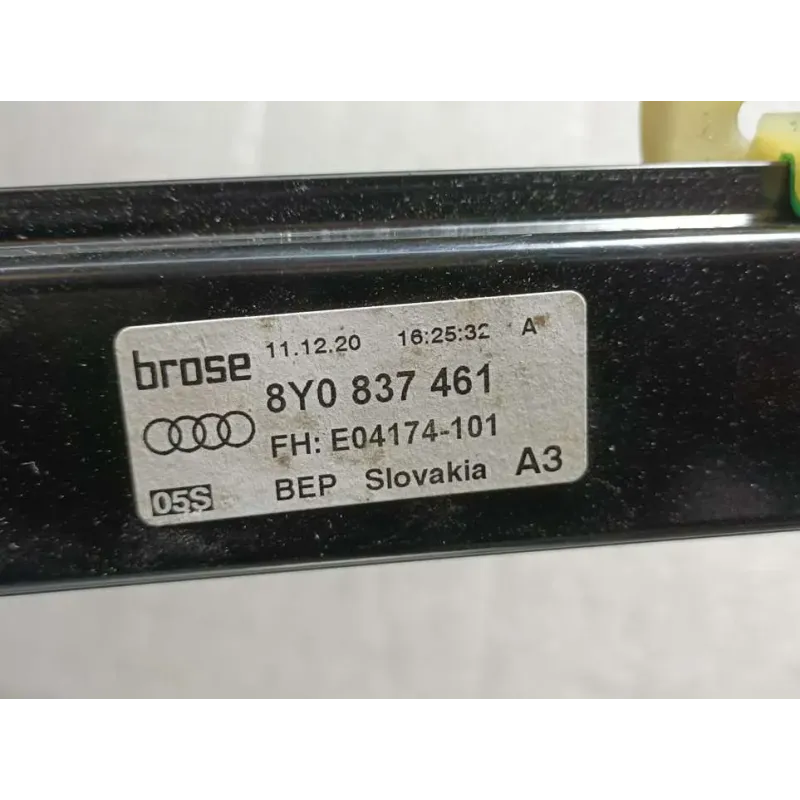 brose 11.12.20 16:25:32 A
8Y0 837 461
FH: E04174-101
05S BEP Slovakia A3